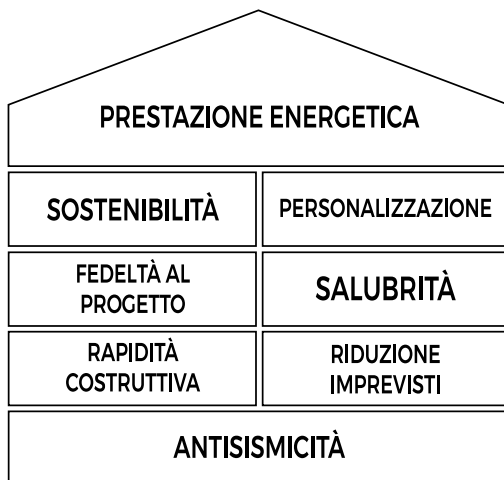 PRESTAZIONE ENERGETICA
SOSTENIBILITÀ
PERSONALIZZAZIONE
FEDELTÀ AL
PROGETTO
SALUBRITÀ
RAPIDITÀ
COSTRUTTIVA
RIDUZIONE
IMPREVISTI
ANTISISMICITÀ